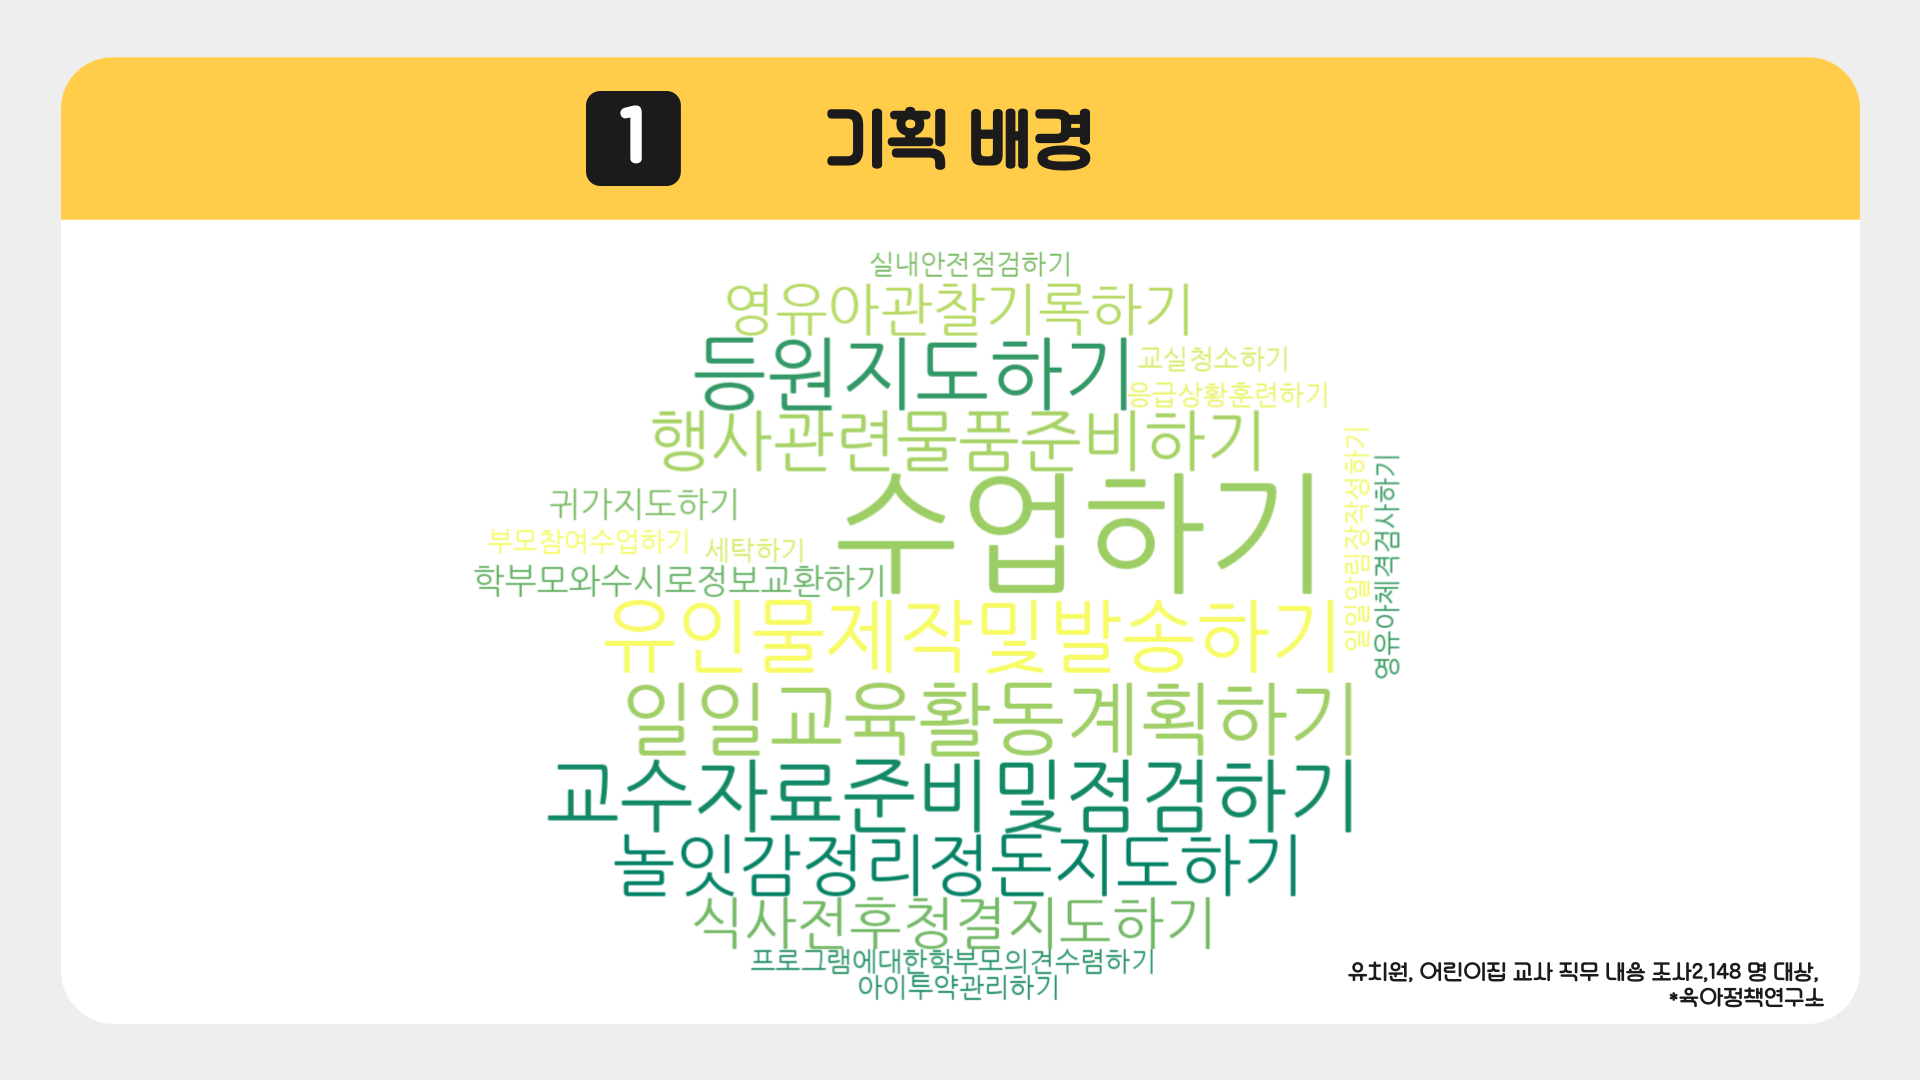 1 기획 배경
실내안전점검하기
영유아관찰기록하기
등원지도하기
교실청소하기
응급상황훈련하기
행사관련물품준비하기
수업하기
귀가지도하기
부모참여수업하기
세탁하기
학부모와수시로정보교환하기
일일알림장작성하기
영유아체격검사하기
유인물제작및발송하기
일일교육활동계획하기
교수자료준비및점검하기
놀잇감정리정돈지도하기
식사전후청결지도하기
프로그램에대한학부모의견수렴하기
아이투약관리하기
유치원, 어린이집 교사 직무 내용 조사2,148 명 대상,
*육아정책연구소